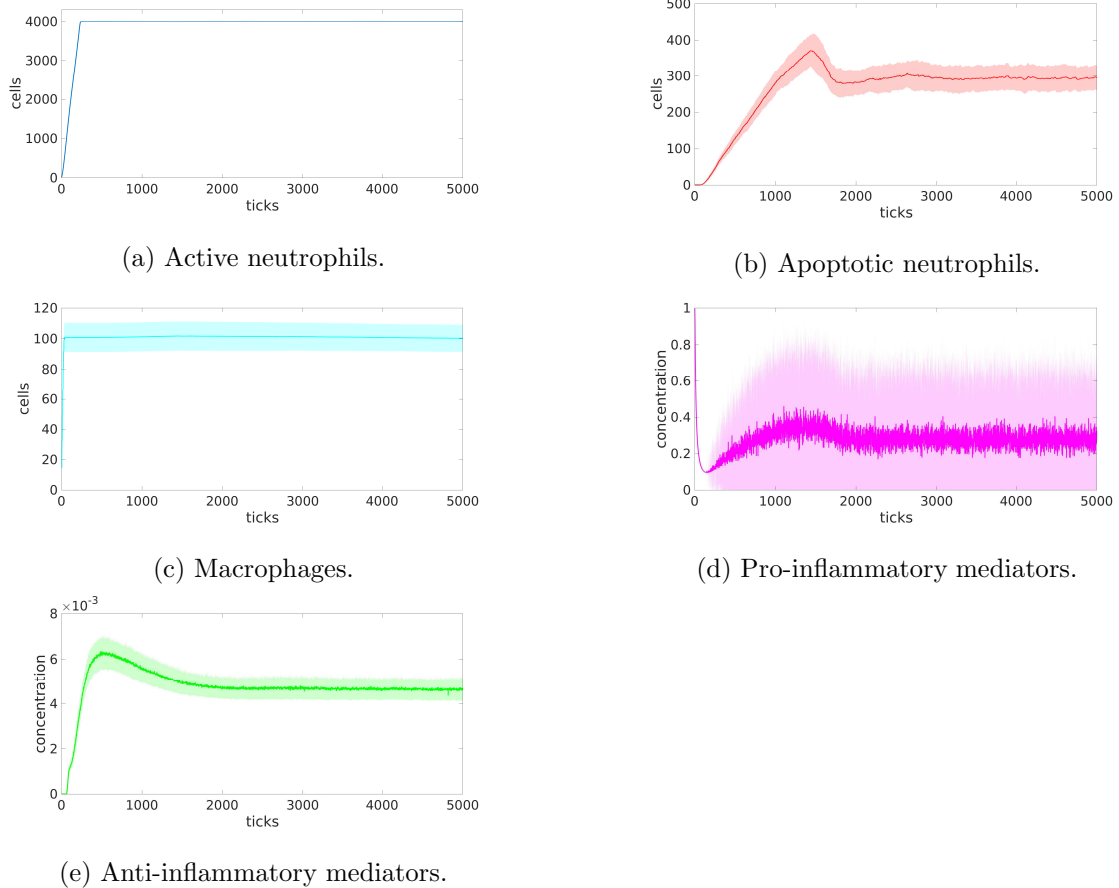 4000
3000
2000
1000
0
cells
0 1000 2000 3000 4000 5000
ticks
(a) Active neutrophils.
500
400
300
200
100
0
cells
0 1000 2000 3000 4000 5000
ticks
(b) Apoptotic neutrophils.
120
100
80
60
40
20
0
cells
0 1000 2000 3000 4000 5000
ticks
(c) Macrophages.
1
0.8
0.6
0.4
0.2
0
concentration
0 1000 2000 3000 4000 5000
ticks
(d) Pro-inflammatory mediators.
×10⁻³
8
6
4
2
0
concentration
0 1000 2000 3000 4000 5000
ticks
(e) Anti-inflammatory mediators.